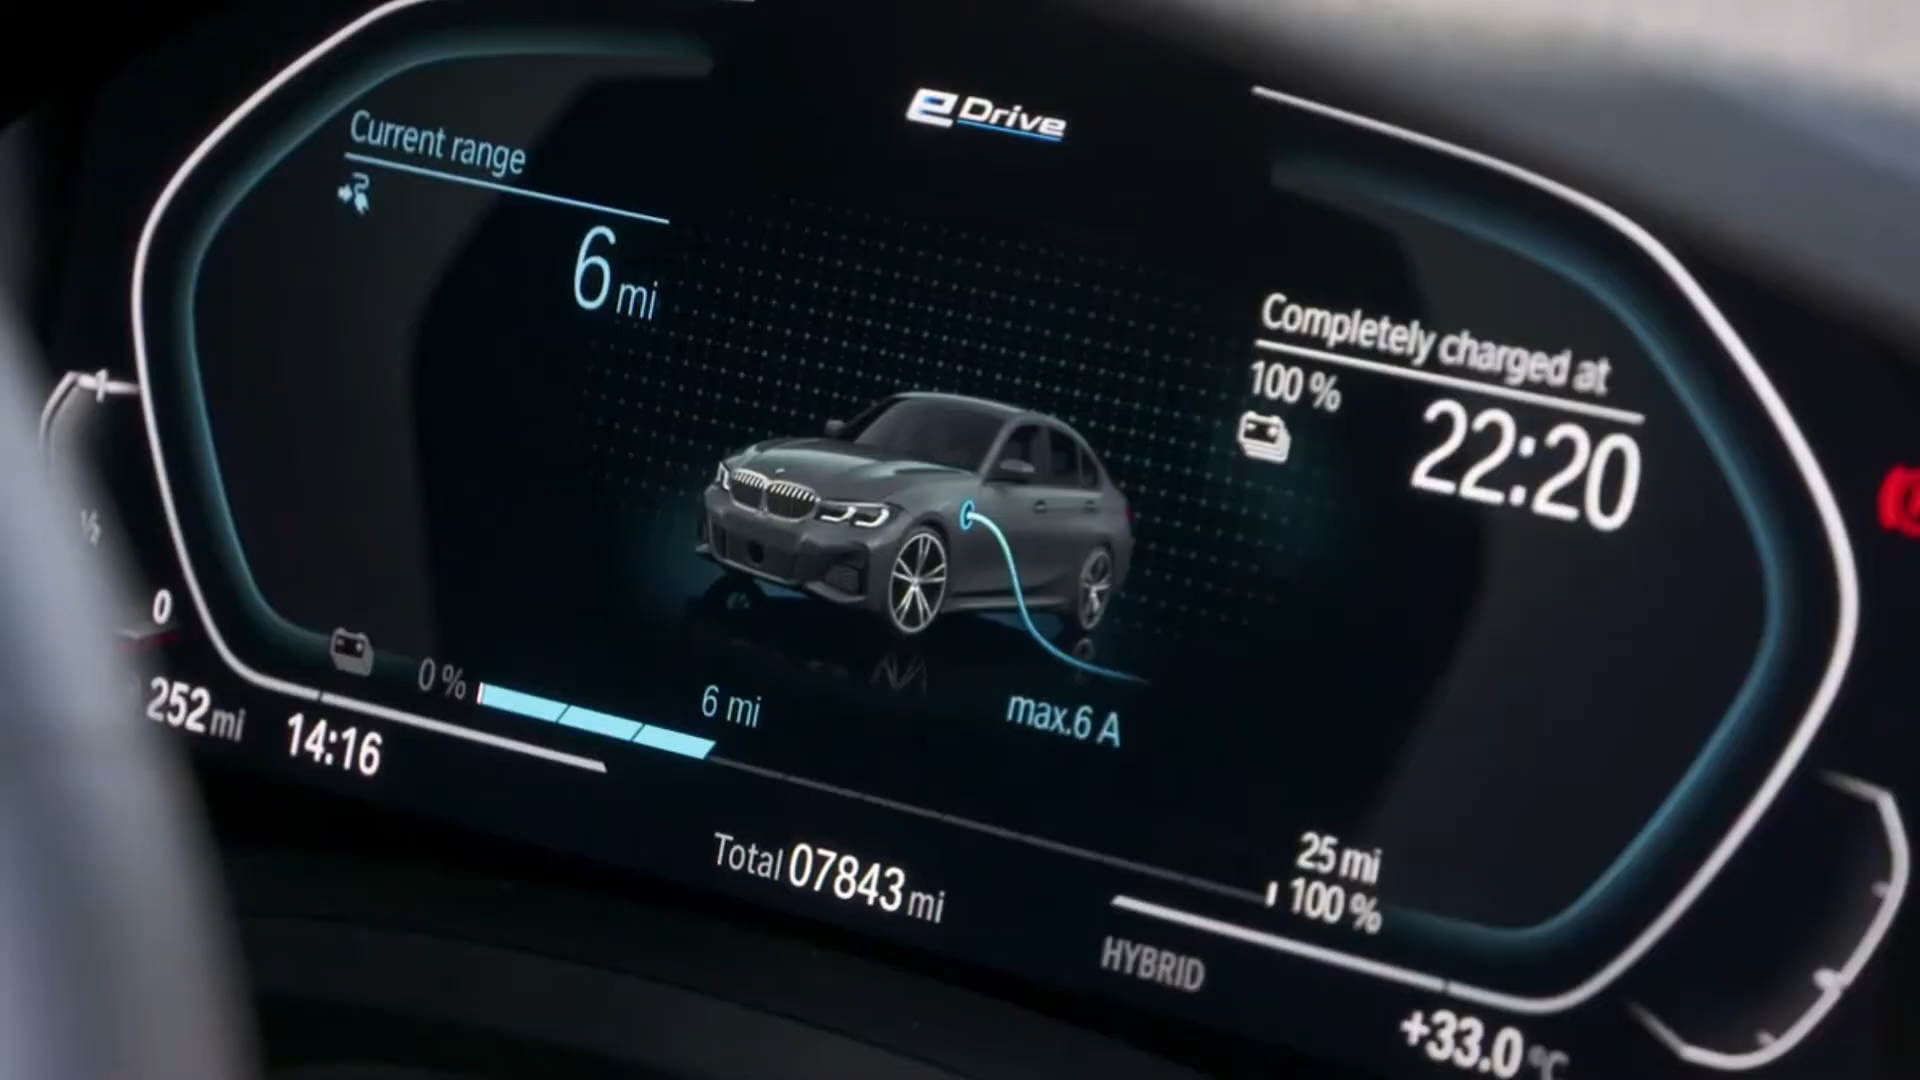 eDrive
Current range
6 mi
Completely charged at
100 %
22:20
0
0 %
6 mi
max.6 A
252 mi
14:16
Total 07843 mi
25 mi
100 %
HYBRID
+33.0 °C